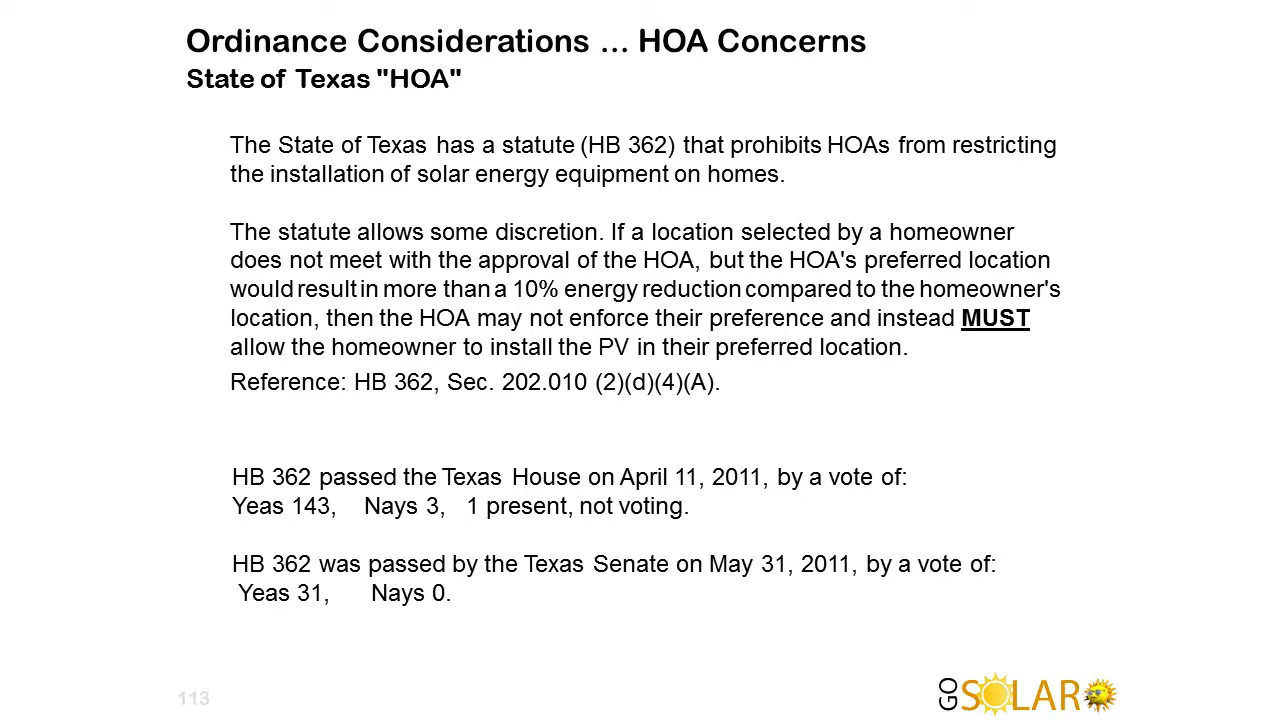 Ordinance Considerations ... HOA Concerns
State of Texas "HOA"
The State of Texas has a statute (HB 362) that prohibits HOAs from restricting
the installation of solar energy equipment on homes.
The statute allows some discretion. If a location selected by a homeowner
does not meet with the approval of the HOA, but the HOA's preferred location
would result in more than a 10% energy reduction compared to the homeowner's
location, then the HOA may not enforce their preference and instead MUST
allow the homeowner to install the PV in their preferred location.
Reference: HB 362, Sec. 202.010 (2)(d)(4)(A).
HB 362 passed the Texas House on April 11, 2011, by a vote of:
Yeas 143, Nays 3, 1 present, not voting.
HB 362 was passed by the Texas Senate on May 31, 2011, by a vote of:
Yeas 31, Nays 0.
113
GO SOLAR